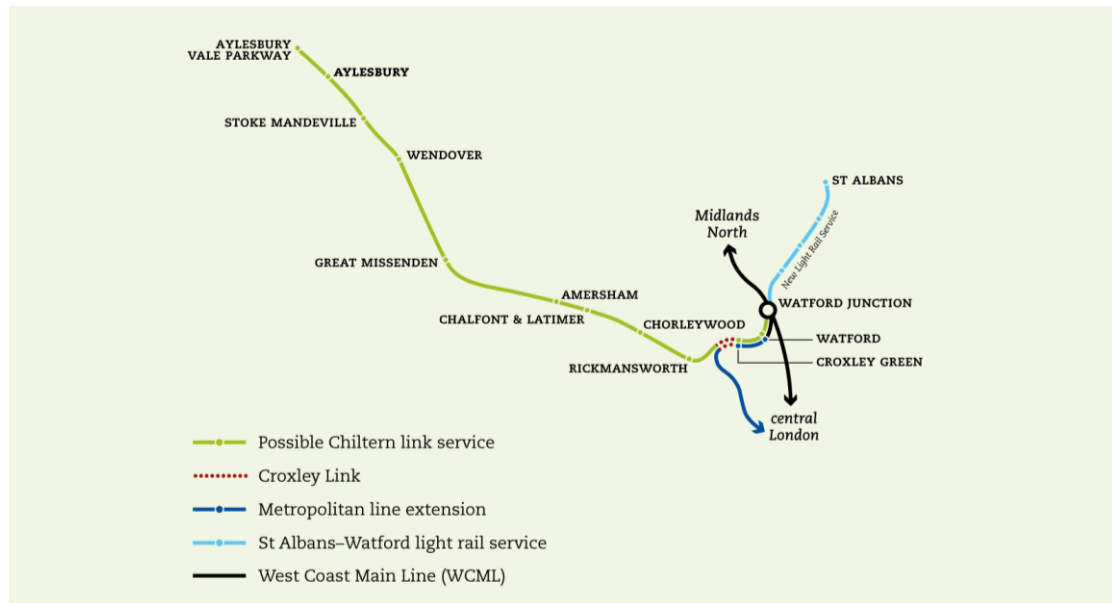 AYLESBURY
VALE PARKWAY
AYLESBURY
STOKE MANDEVILLE
WENDOVER
ST ALBANS
Midlands
North
New Light Rail Service
GREAT MISSENDEN
AMERSHAM
WATFORD JUNCTION
CHALFONT & LATIMER
CHORLEYWOOD
WATFORD
RICKMANSWORTH
CROXLEY GREEN
central
London
Possible Chiltern link service
Croxley Link
Metropolitan line extension
St Albans–Watford light rail service
West Coast Main Line (WCML)